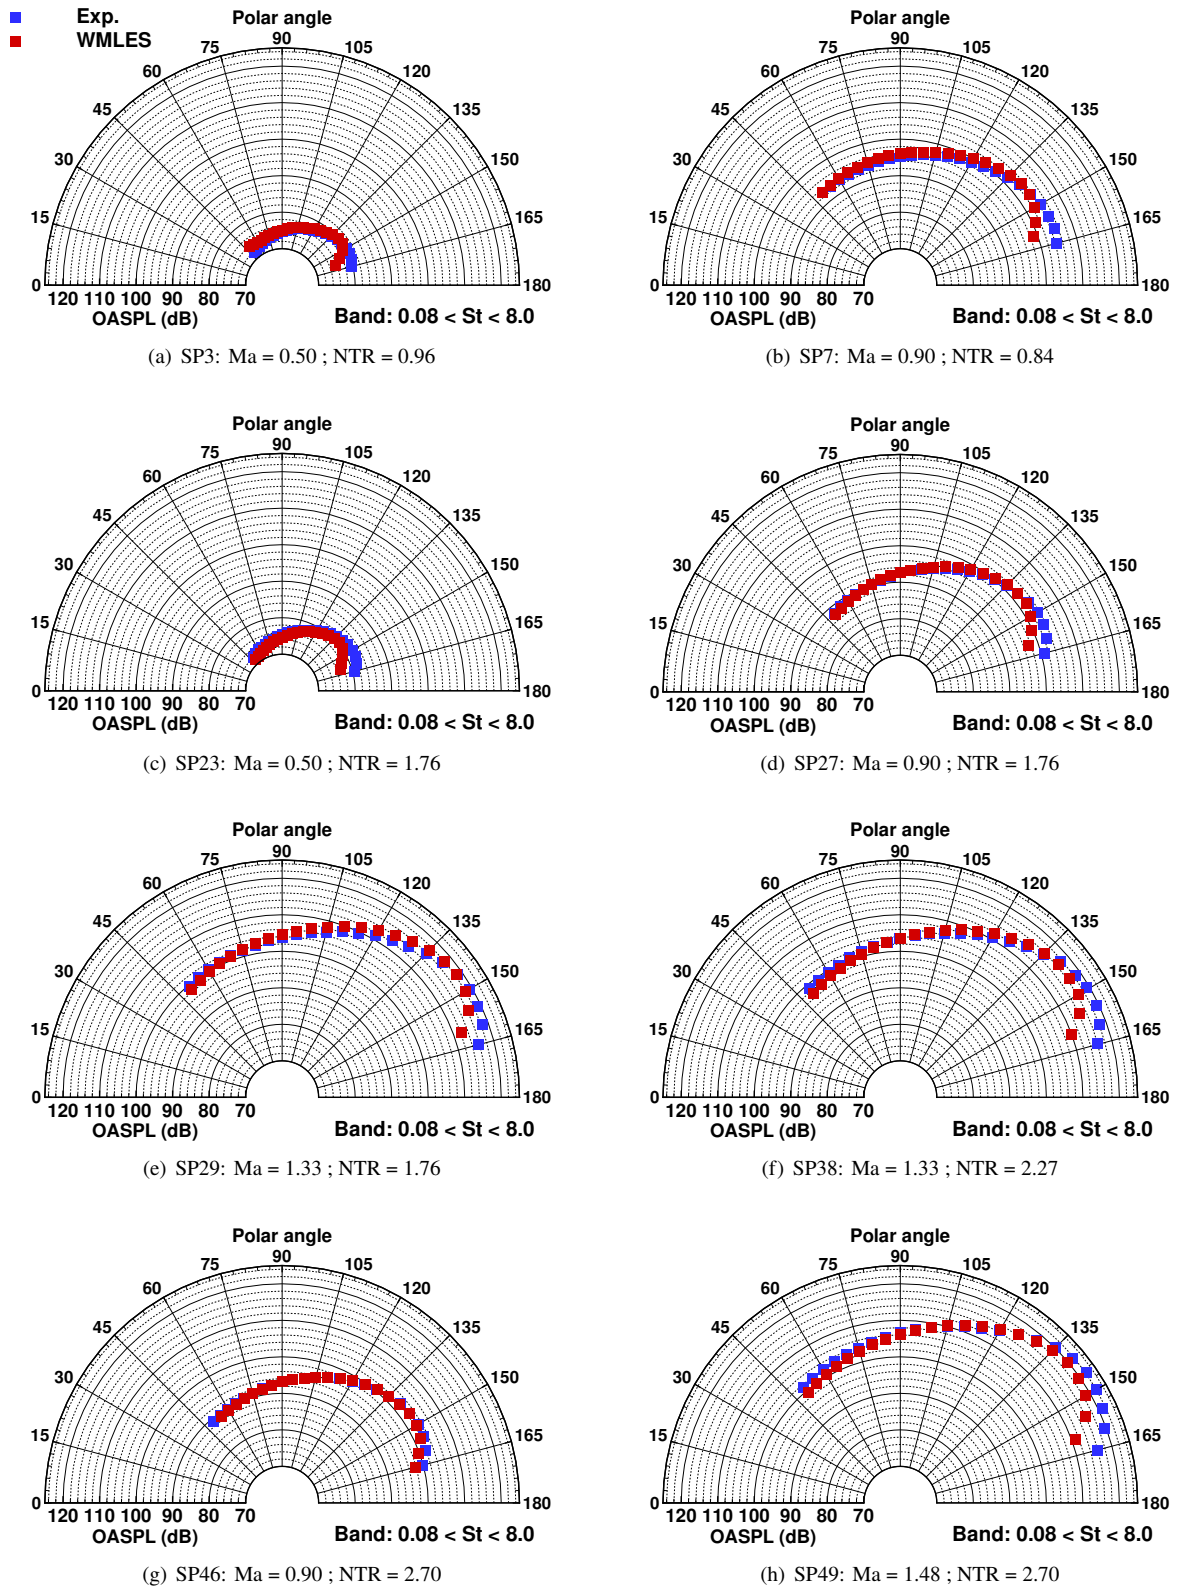 Exp.
WMLES
Polar angle
0 15 30 45 60 75 90 105 120 135 150 165 180
120 110 100 90 80 70
OASPL (dB)
Band: 0.08 < St < 8.0
(a) SP3: Ma = 0.50 ; NTR = 0.96
Polar angle
0 15 30 45 60 75 90 105 120 135 150 165 180
120 110 100 90 80 70
OASPL (dB)
Band: 0.08 < St < 8.0
(b) SP7: Ma = 0.90 ; NTR = 0.84
Polar angle
0 15 30 45 60 75 90 105 120 135 150 165 180
120 110 100 90 80 70
OASPL (dB)
Band: 0.08 < St < 8.0
(c) SP23: Ma = 0.50 ; NTR = 1.76
Polar angle
0 15 30 45 60 75 90 105 120 135 150 165 180
120 110 100 90 80 70
OASPL (dB)
Band: 0.08 < St < 8.0
(d) SP27: Ma = 0.90 ; NTR = 1.76
Polar angle
0 15 30 45 60 75 90 105 120 135 150 165 180
120 110 100 90 80 70
OASPL (dB)
Band: 0.08 < St < 8.0
(e) SP29: Ma = 1.33 ; NTR = 1.76
Polar angle
0 15 30 45 60 75 90 105 120 135 150 165 180
120 110 100 90 80 70
OASPL (dB)
Band: 0.08 < St < 8.0
(f) SP38: Ma = 1.33 ; NTR = 2.27
Polar angle
0 15 30 45 60 75 90 105 120 135 150 165 180
120 110 100 90 80 70
OASPL (dB)
Band: 0.08 < St < 8.0
(g) SP46: Ma = 0.90 ; NTR = 2.70
Polar angle
0 15 30 45 60 75 90 105 120 135 150 165 180
120 110 100 90 80 70
OASPL (dB)
Band: 0.08 < St < 8.0
(h) SP49: Ma = 1.48 ; NTR = 2.70